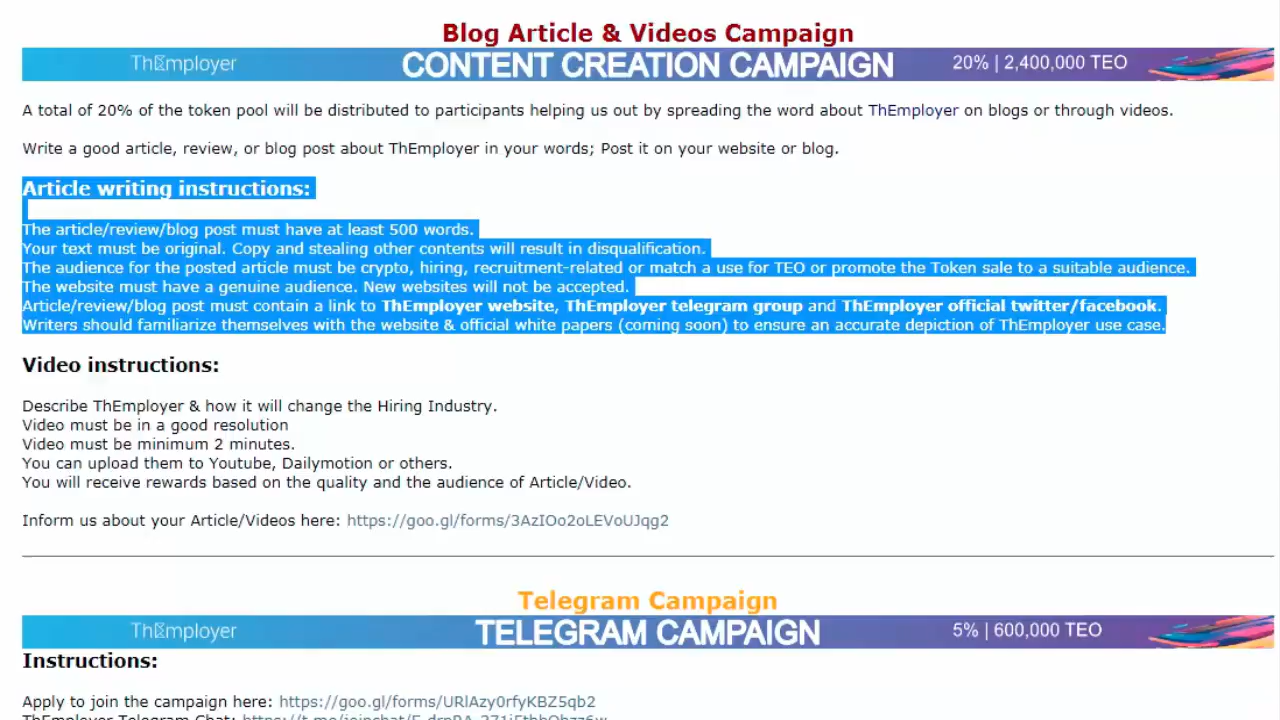 Blog Article & Videos Campaign
ThEmployer CONTENT CREATION CAMPAIGN 20% | 2,400,000 TEO
A total of 20% of the token pool will be distributed to participants helping us out by spreading the word about ThEmployer on blogs or through videos.
Write a good article, review, or blog post about ThEmployer in your words; Post it on your website or blog.
Article writing instructions:
The article/review/blog post must have at least 500 words.
Your text must be original. Copy and stealing other contents will result in disqualification.
The audience for the posted article must be crypto, hiring, recruitment-related or match a use for TEO or promote the Token sale to a suitable audience.
The website must have a genuine audience. New websites will not be accepted.
Article/review/blog post must contain a link to ThEmployer website, ThEmployer telegram group and ThEmployer official twitter/facebook.
Writers should familiarize themselves with the website & official white papers (coming soon) to ensure an accurate depiction of ThEmployer use case.
Video instructions:
Describe ThEmployer & how it will change the Hiring Industry.
Video must be in a good resolution
Video must be minimum 2 minutes.
You can upload them to Youtube, Dailymotion or others.
You will receive rewards based on the quality and the audience of Article/Video.
Inform us about your Article/Videos here: https://goo.gl/forms/3AzIOo2oLEVoUJqg2
Telegram Campaign
ThEmployer TELEGRAM CAMPAIGN 5% | 600,000 TEO
Instructions:
Apply to join the campaign here: https://goo.gl/forms/URlAzy0rfyKBZ5qb2
ThEmployer Telegram Chat: